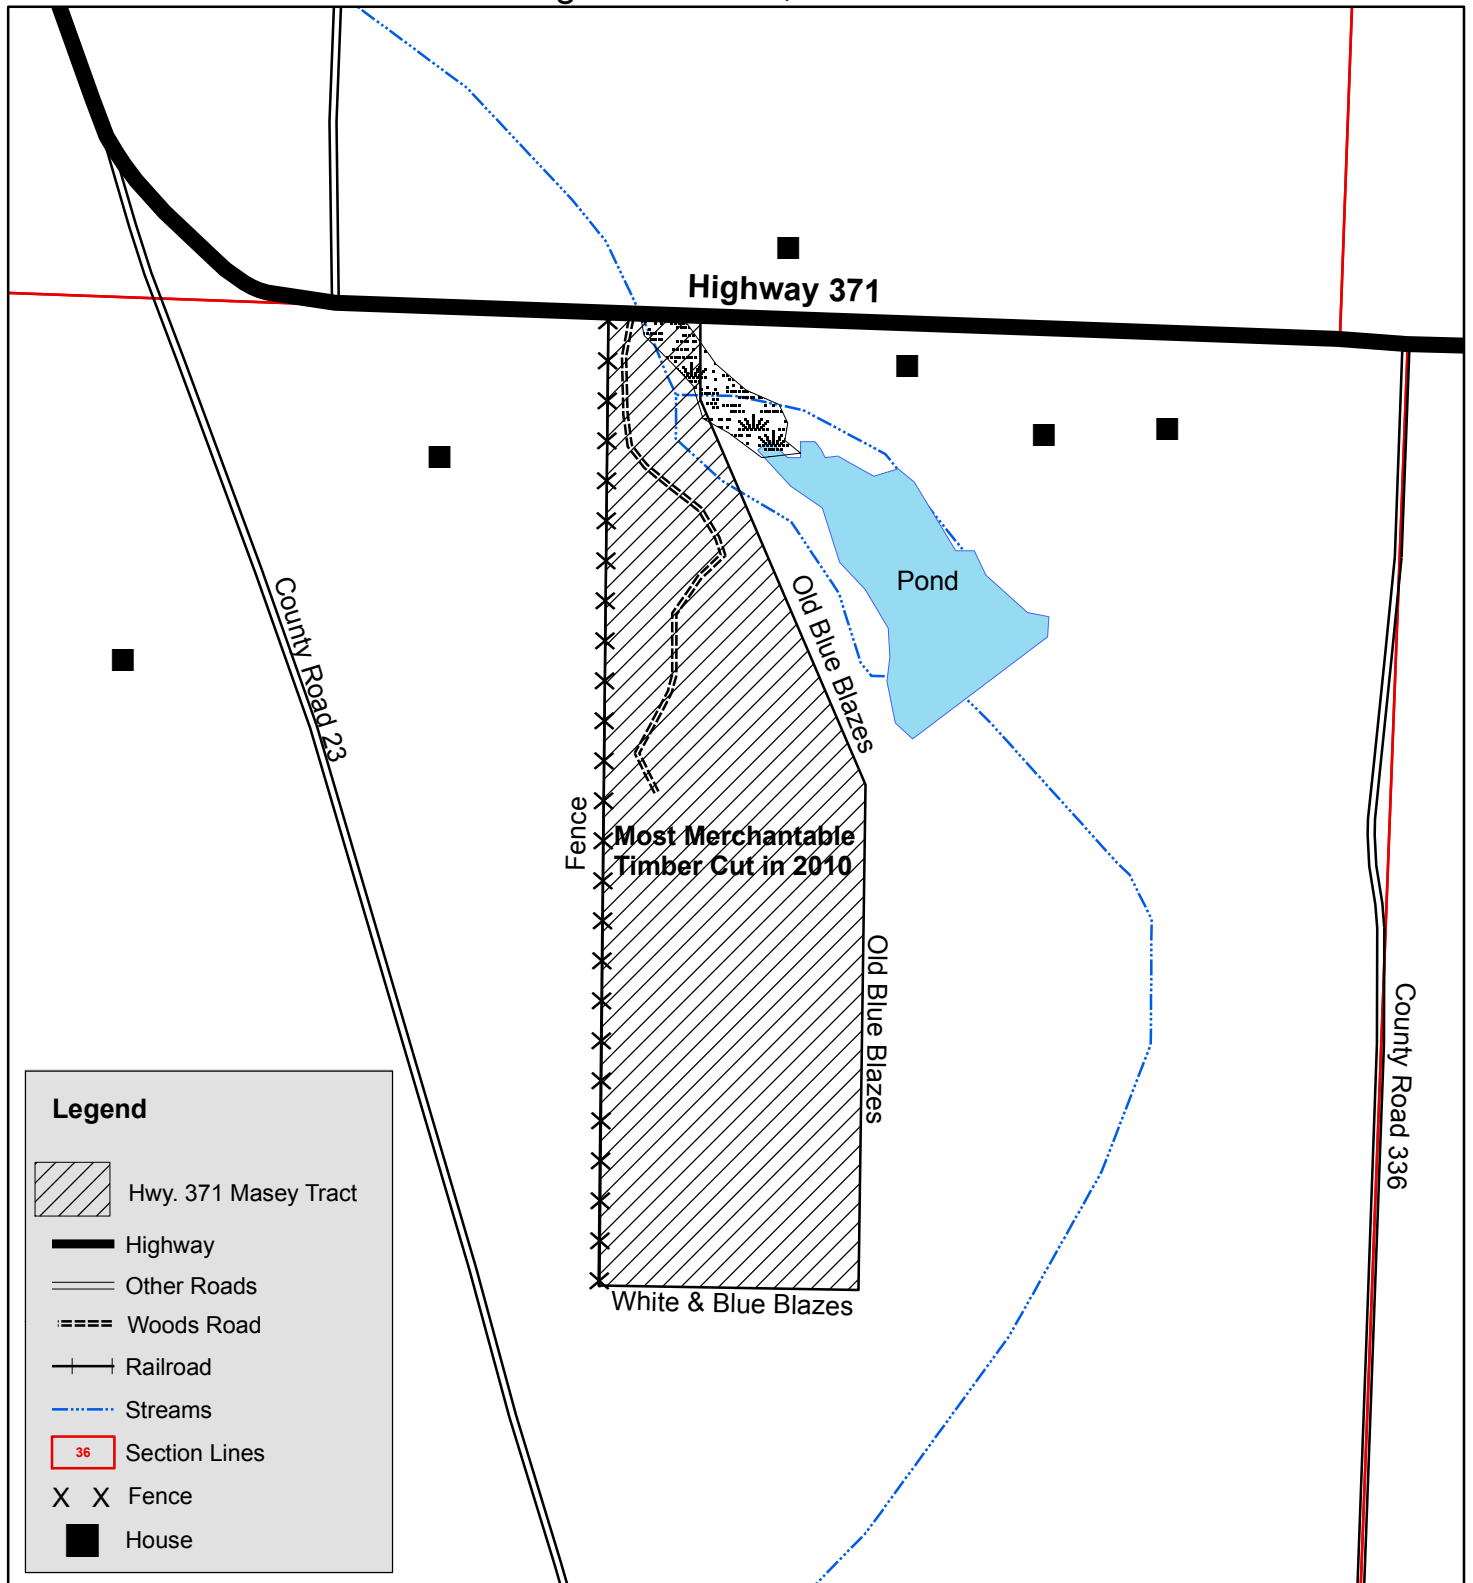 Highway 371
Pond
Old Blue Blazes
County Road 23
Fence
Most Merchantable
Timber Cut in 2010
Old Blue Blazes
County Road 336
White & Blue Blazes
Legend
Hwy. 371 Masey Tract
Highway
Other Roads
Woods Road
Railroad
Streams
36 Section Lines
X X Fence
House